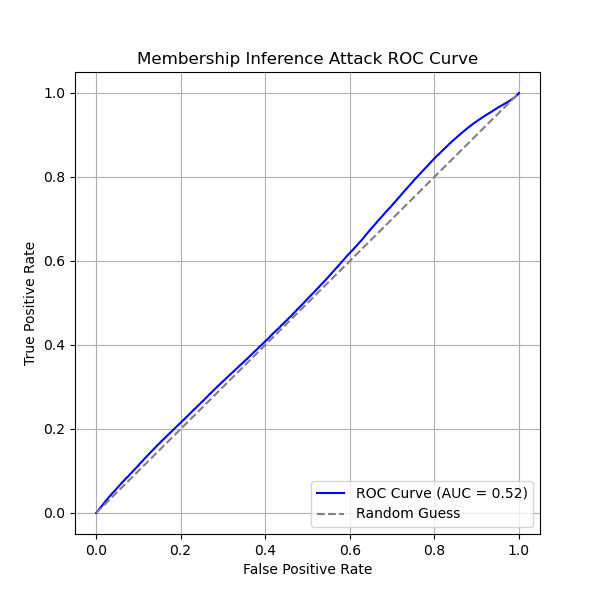 Membership Inference Attack ROC Curve
True Positive Rate
1.0
0.8
0.6
0.4
0.2
0.0
ROC Curve (AUC = 0.52)
Random Guess
0.0 0.2 0.4 0.6 0.8 1.0
False Positive Rate